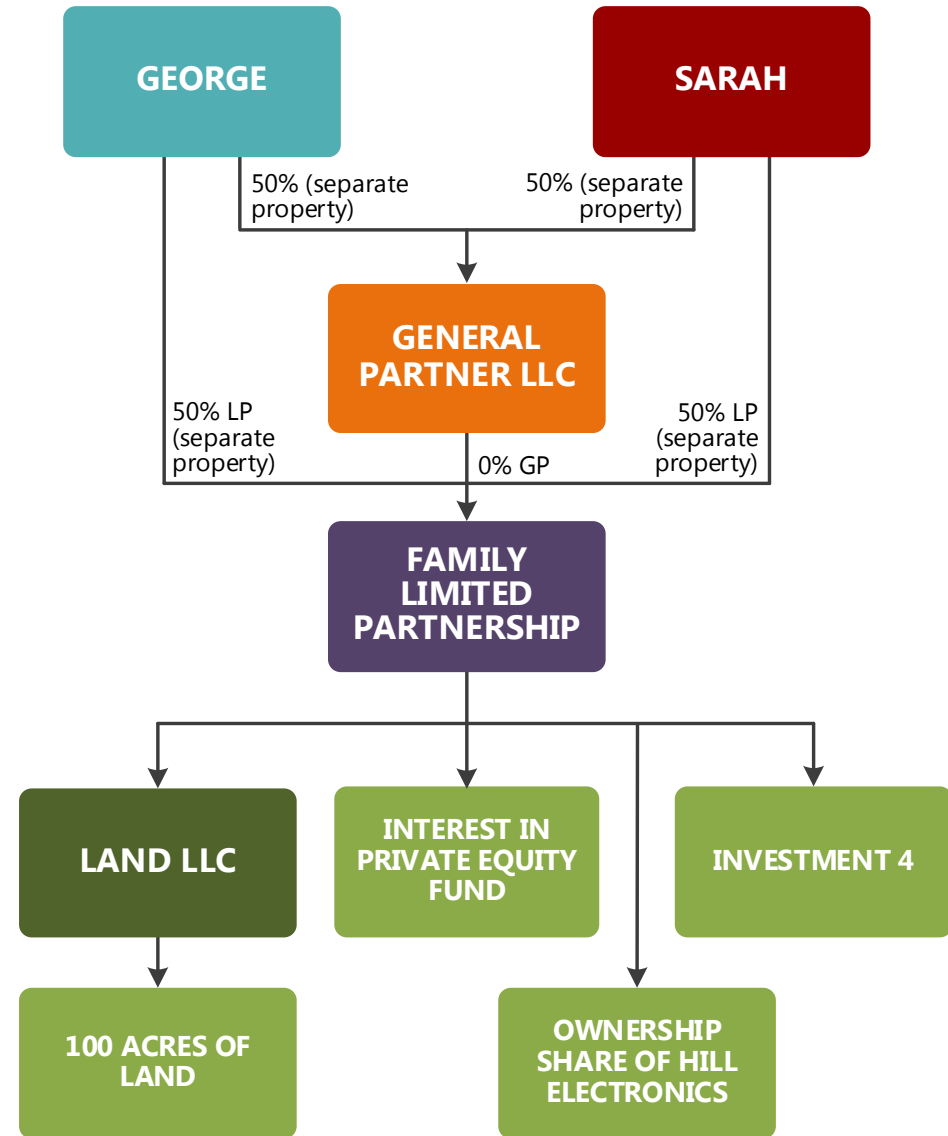 GEORGE
SARAH
50% (separate
property)
50% (separate
property)
GENERAL
PARTNER LLC
50% LP
(separate
property)
0% GP
50% LP
(separate
property)
FAMILY
LIMITED
PARTNERSHIP
LAND LLC
INTEREST IN
PRIVATE EQUITY
FUND
INVESTMENT 4
100 ACRES OF
LAND
OWNERSHIP
SHARE OF HILL
ELECTRONICS